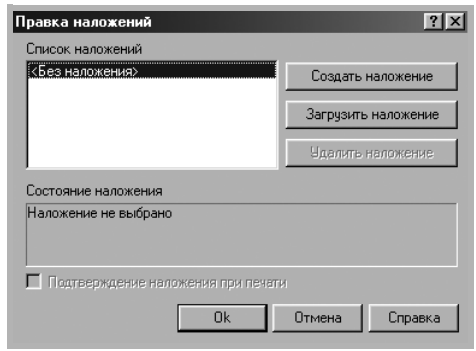 Правка наложений
Список наложений
<Без наложения>
Создать наложение
Загрузить наложение
Удалить наложение
Состояние наложения
Наложение не выбрано
Подтверждение наложения при печати
Ok
Отмена
Справка